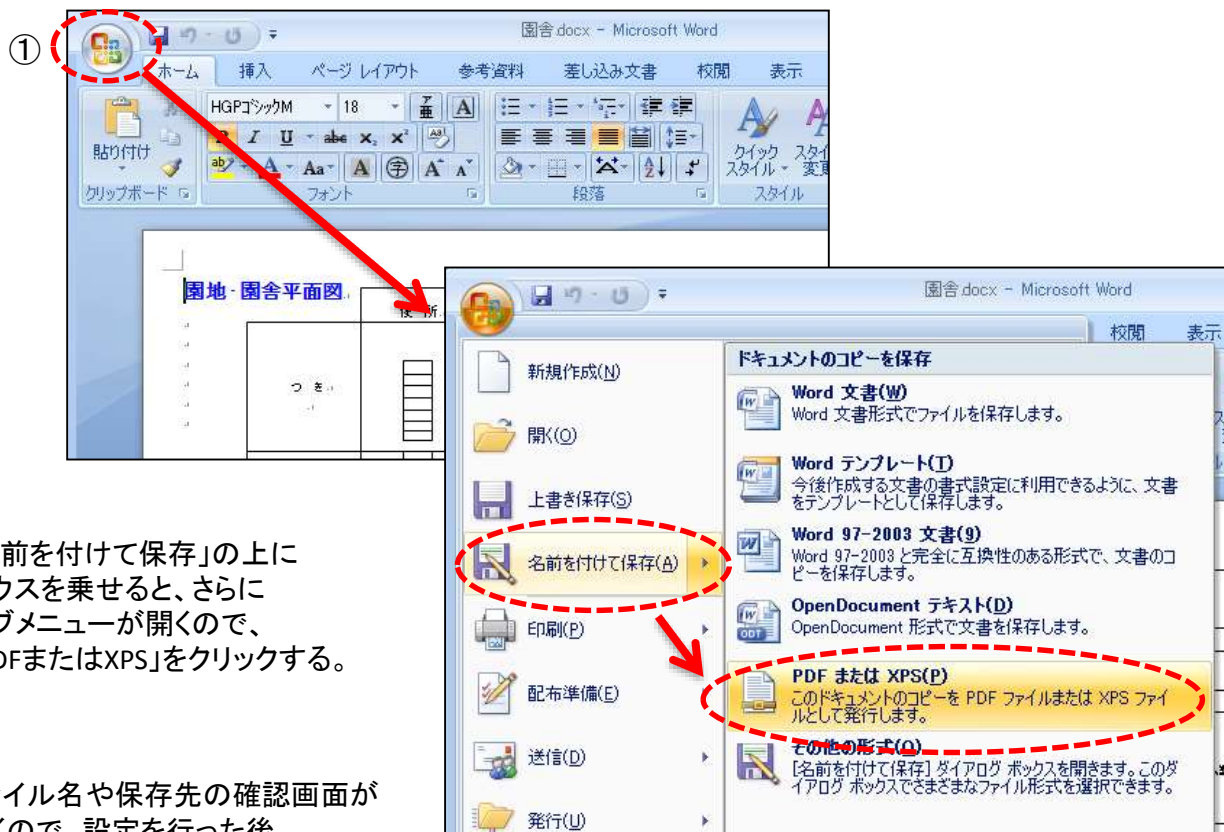 ①
園舎.docx - Microsoft Word
ホーム 挿入 ページ レイアウト 参考資料 差し込み文書 校閲 表示
HGPｺﾞｼｯｸM 18
貼り付け
クイック
スタイル
クリップボード フォント 段落 スタイル
園地・園舎平面図
便 所
つ き
園舎.docx - Microsoft Word
校閲 表示
新規作成(N)
開く(O)
上書き保存(S)
名前を付けて保存(A)
印刷(P)
配布準備(E)
送信(D)
発行(U)
ドキュメントのコピーを保存
Word 文書(W)
Word 文書形式でファイルを保存します。
Word テンプレート(T)
今後作成する文書の書式設定に利用できるように、文書
をテンプレートとして保存します。
Word 97-2003 文書(9)
Word 97-2003 と完全に互換性のある形式で、文書のコ
ピーを保存します。
OpenDocument テキスト(D)
OpenDocument 形式で文書を保存します。
PDF または XPS(P)
このドキュメントのコピーを PDF ファイルまたは XPS ファイ
ルとして発行します。
その他の形式(O)
[名前を付けて保存] ダイアログ ボックスを開きます。このダ
イアログ ボックスでさまざまなファイル形式を選択できます。
前を付けて保存」の上に
ウスを乗せると、さらに
ブメニューが開くので、
DFまたはXPS」をクリックする。
イル名や保存先の確認画面が
くので、設定を行った後